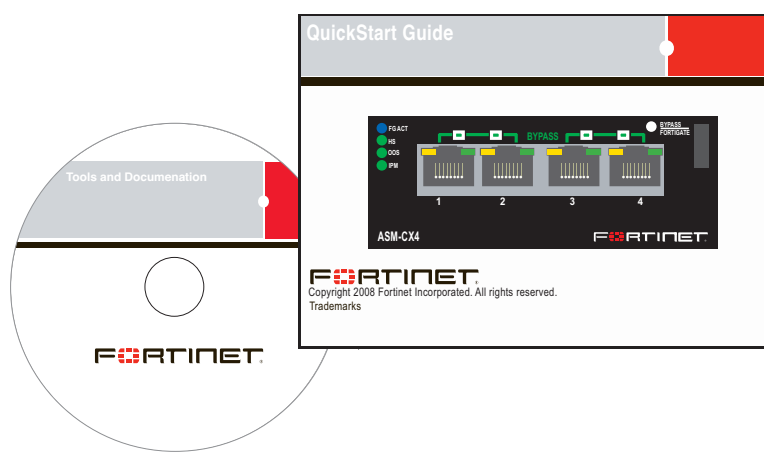 QuickStart Guide
FG ACT
HS
OOS
IPM
BYPASS
BYPASS
FORTIGATE
1 2 3 4
ASM-CX4
FORTINET.
FORTINET.
Copyright 2008 Fortinet Incorporated. All rights reserved.
Trademarks
Tools and Documenation
FORTINET.